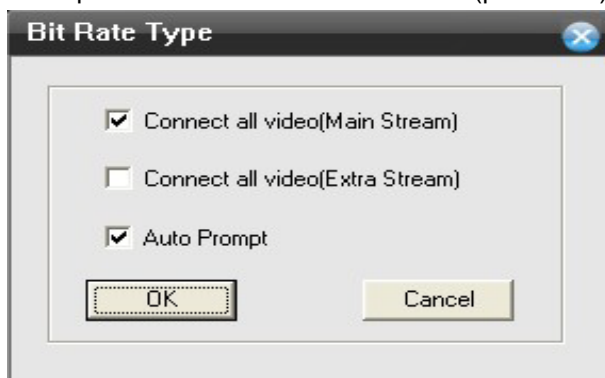 Bit Rate Type
Connect all video(Main Stream)
Connect all video(Extra Stream)
Auto Prompt
OK
Cancel